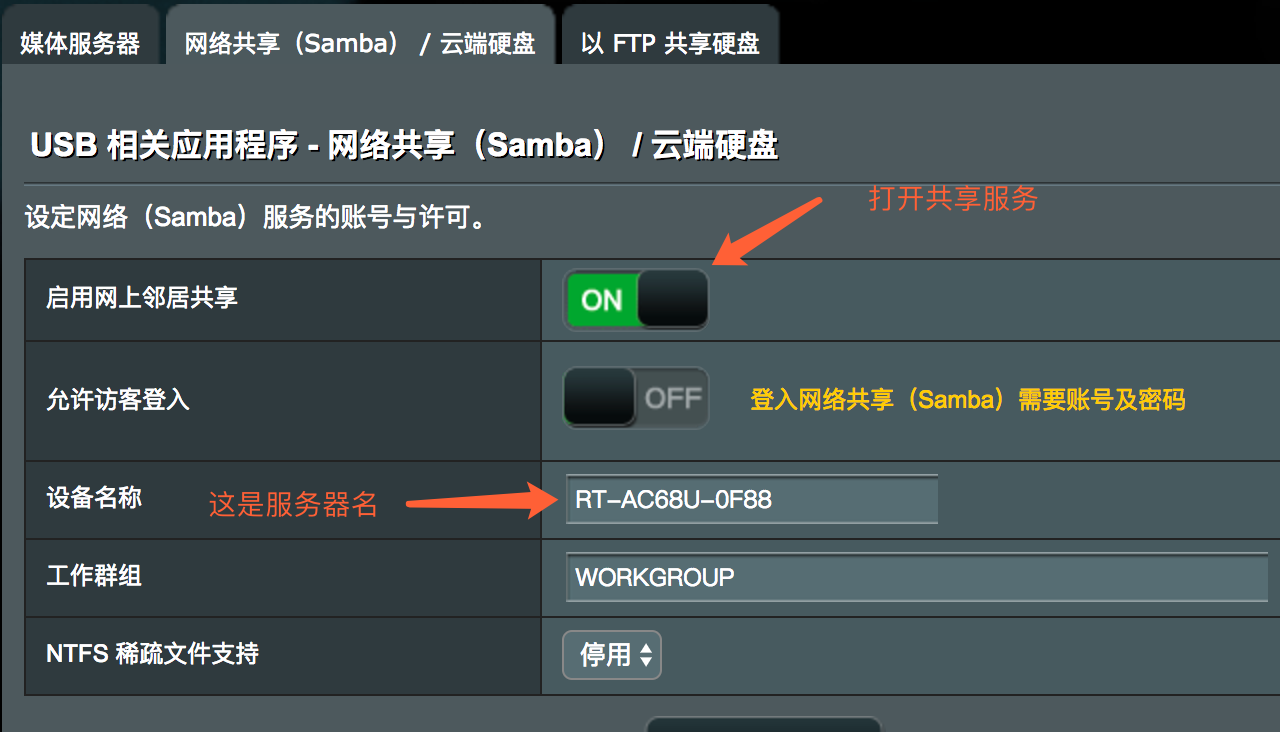 媒体服务器
网络共享（Samba） / 云端硬盘
以 FTP 共享硬盘
USB 相关应用程序 - 网络共享（Samba） / 云端硬盘
打开共享服务
设定网络（Samba）服务的账号与许可。
启用网上邻居共享
ON
允许访客登入
OFF
登入网络共享（Samba）需要账号及密码
设备名称
这是服务器名
RT-AC68U-0F88
工作群组
WORKGROUP
NTFS 稀疏文件支持
停用